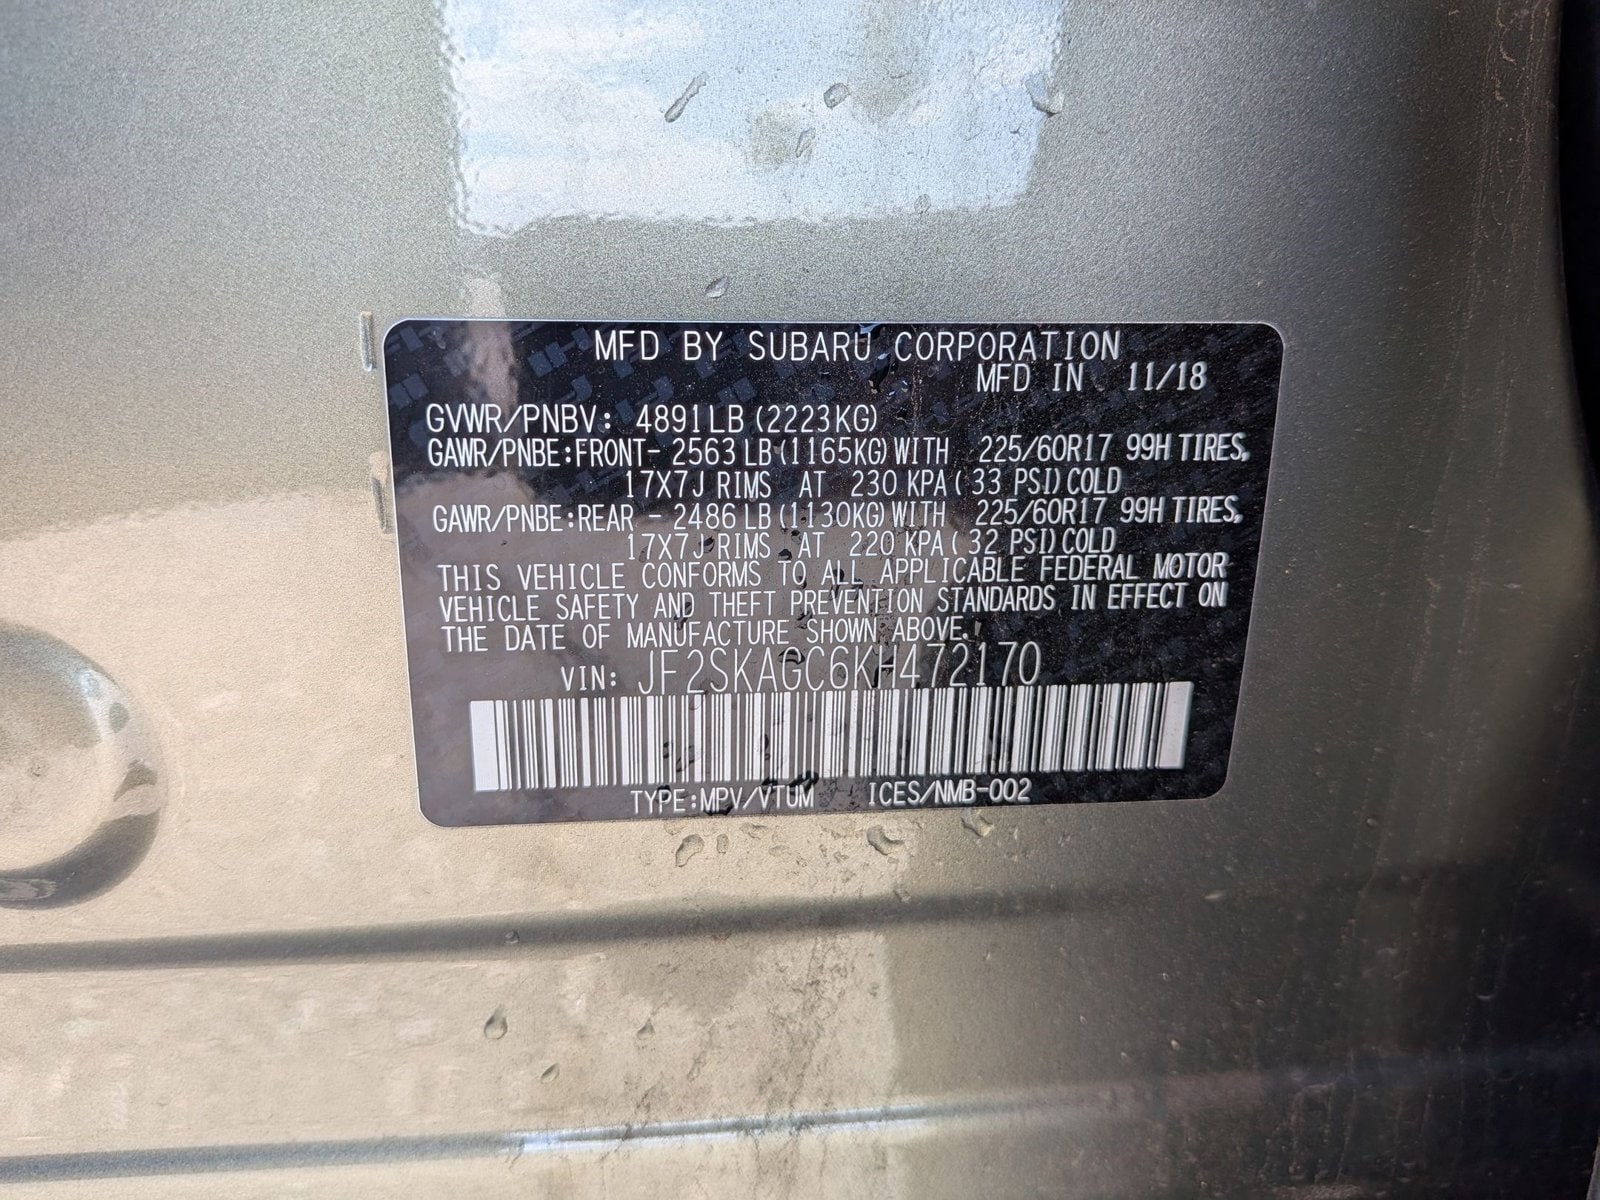 MFD BY SUBARU CORPORATION
MFD IN 11/18
GVWR/PNBV: 4891LB (2223KG)
GAWR/PNBE:FRONT- 2563LB (1165KG) WITH 225/60R17 99H TIRES,
17X7J RIMS AT 230 KPA( 33 PSI) COLD
GAWR/PNBE:REAR - 2486LB (1130KG) WITH 225/60R17 99H TIRES,
17X7J RIMS AT 220 KPA( 32 PSI) COLD
THIS VEHICLE CONFORMS TO ALL APPLICABLE FEDERAL MOTOR
VEHICLE SAFETY AND THEFT PREVENTION STANDARDS IN EFFECT ON
THE DATE OF MANUFACTURE SHOWN ABOVE.
VIN: JF2SKAGC6KH472170
TYPE:MPV/VTUM ICES/NMB-002